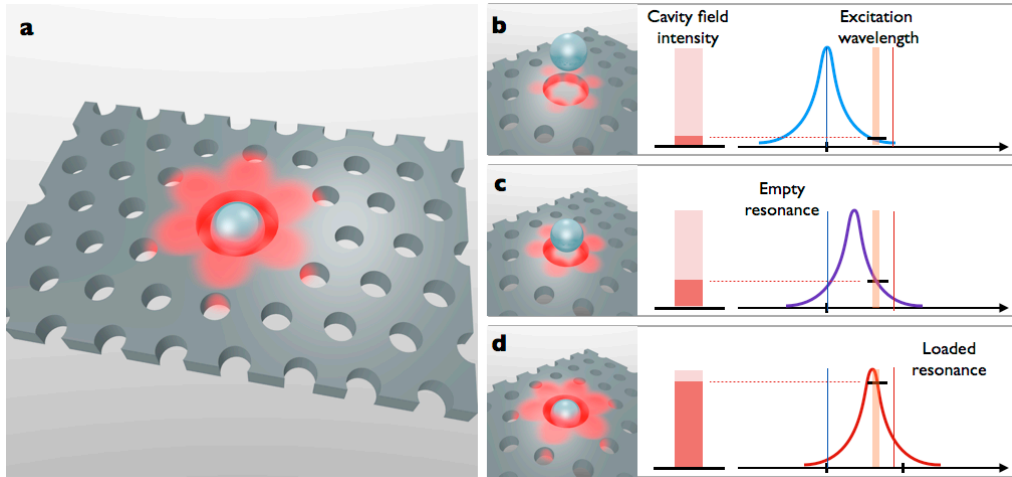 a
b
Cavity field
intensity
Excitation
wavelength
c
Empty
resonance
d
Loaded
resonance